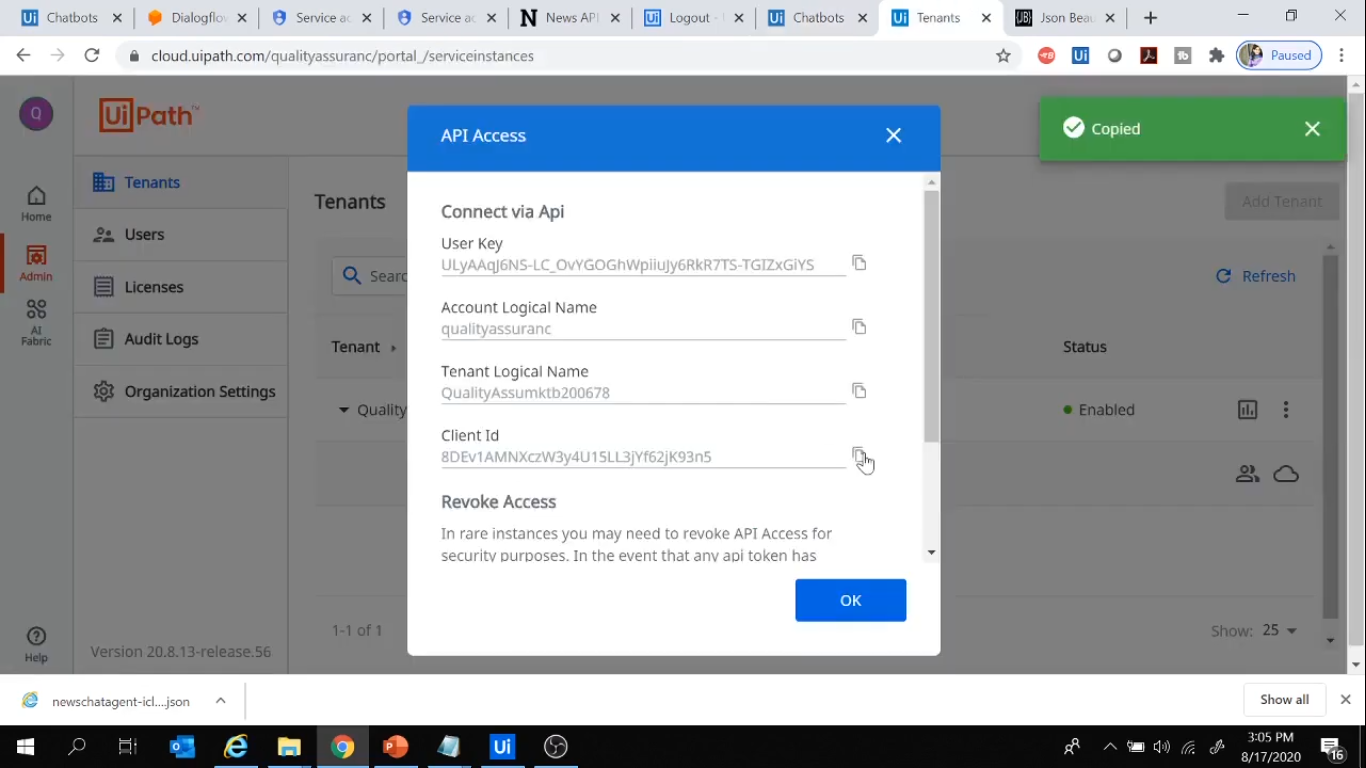 Chatbots
Dialogflow
Service ac
Service ac
News API
Logout -
Chatbots
Tenants
Json Beau
cloud.uipath.com/qualityassuranc/portal_/serviceinstances
Paused
Q
UiPath
API Access
Copied
Home
Admin
AI
Fabric
Help
Tenants
Users
Licenses
Audit Logs
Organization Settings
Version 20.8.13-release.56
Tenants
Add Tenant
Searc
Refresh
Tenant
Status
Quality
Enabled
1-1 of 1
Show: 25
Connect via Api
User Key
ULyAAqJ6NS-LC_OvYGOGhWpiiuJy6RkR7TS-TGIZxGiYS
Account Logical Name
qualityassuranc
Tenant Logical Name
QualityAssumktb200678
Client Id
8DEv1AMNXczW3y4U15LL3jYf62jK93n5
Revoke Access
In rare instances you may need to revoke API Access for
security purposes. In the event that any api token has
OK
newschatagent-icl....json
Show all
3:05 PM
8/17/2020
16